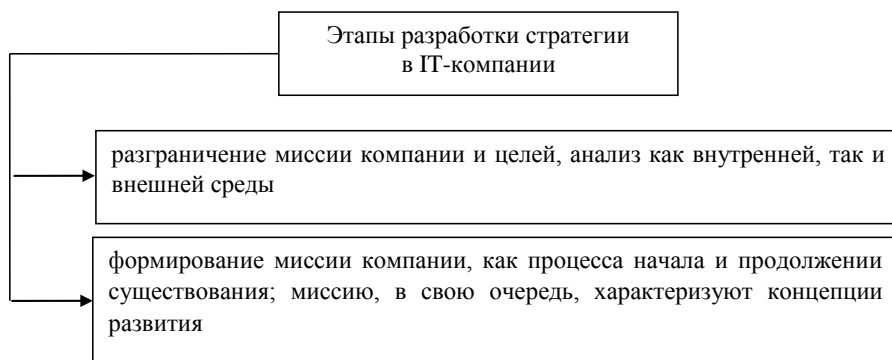 Этапы разработки стратегии
в IT-компании
разграничение миссии компании и целей, анализ как внутренней, так и
внешней среды
формирование миссии компании, как процесса начала и продолжении
существования; миссию, в свою очередь, характеризуют концепции
развития